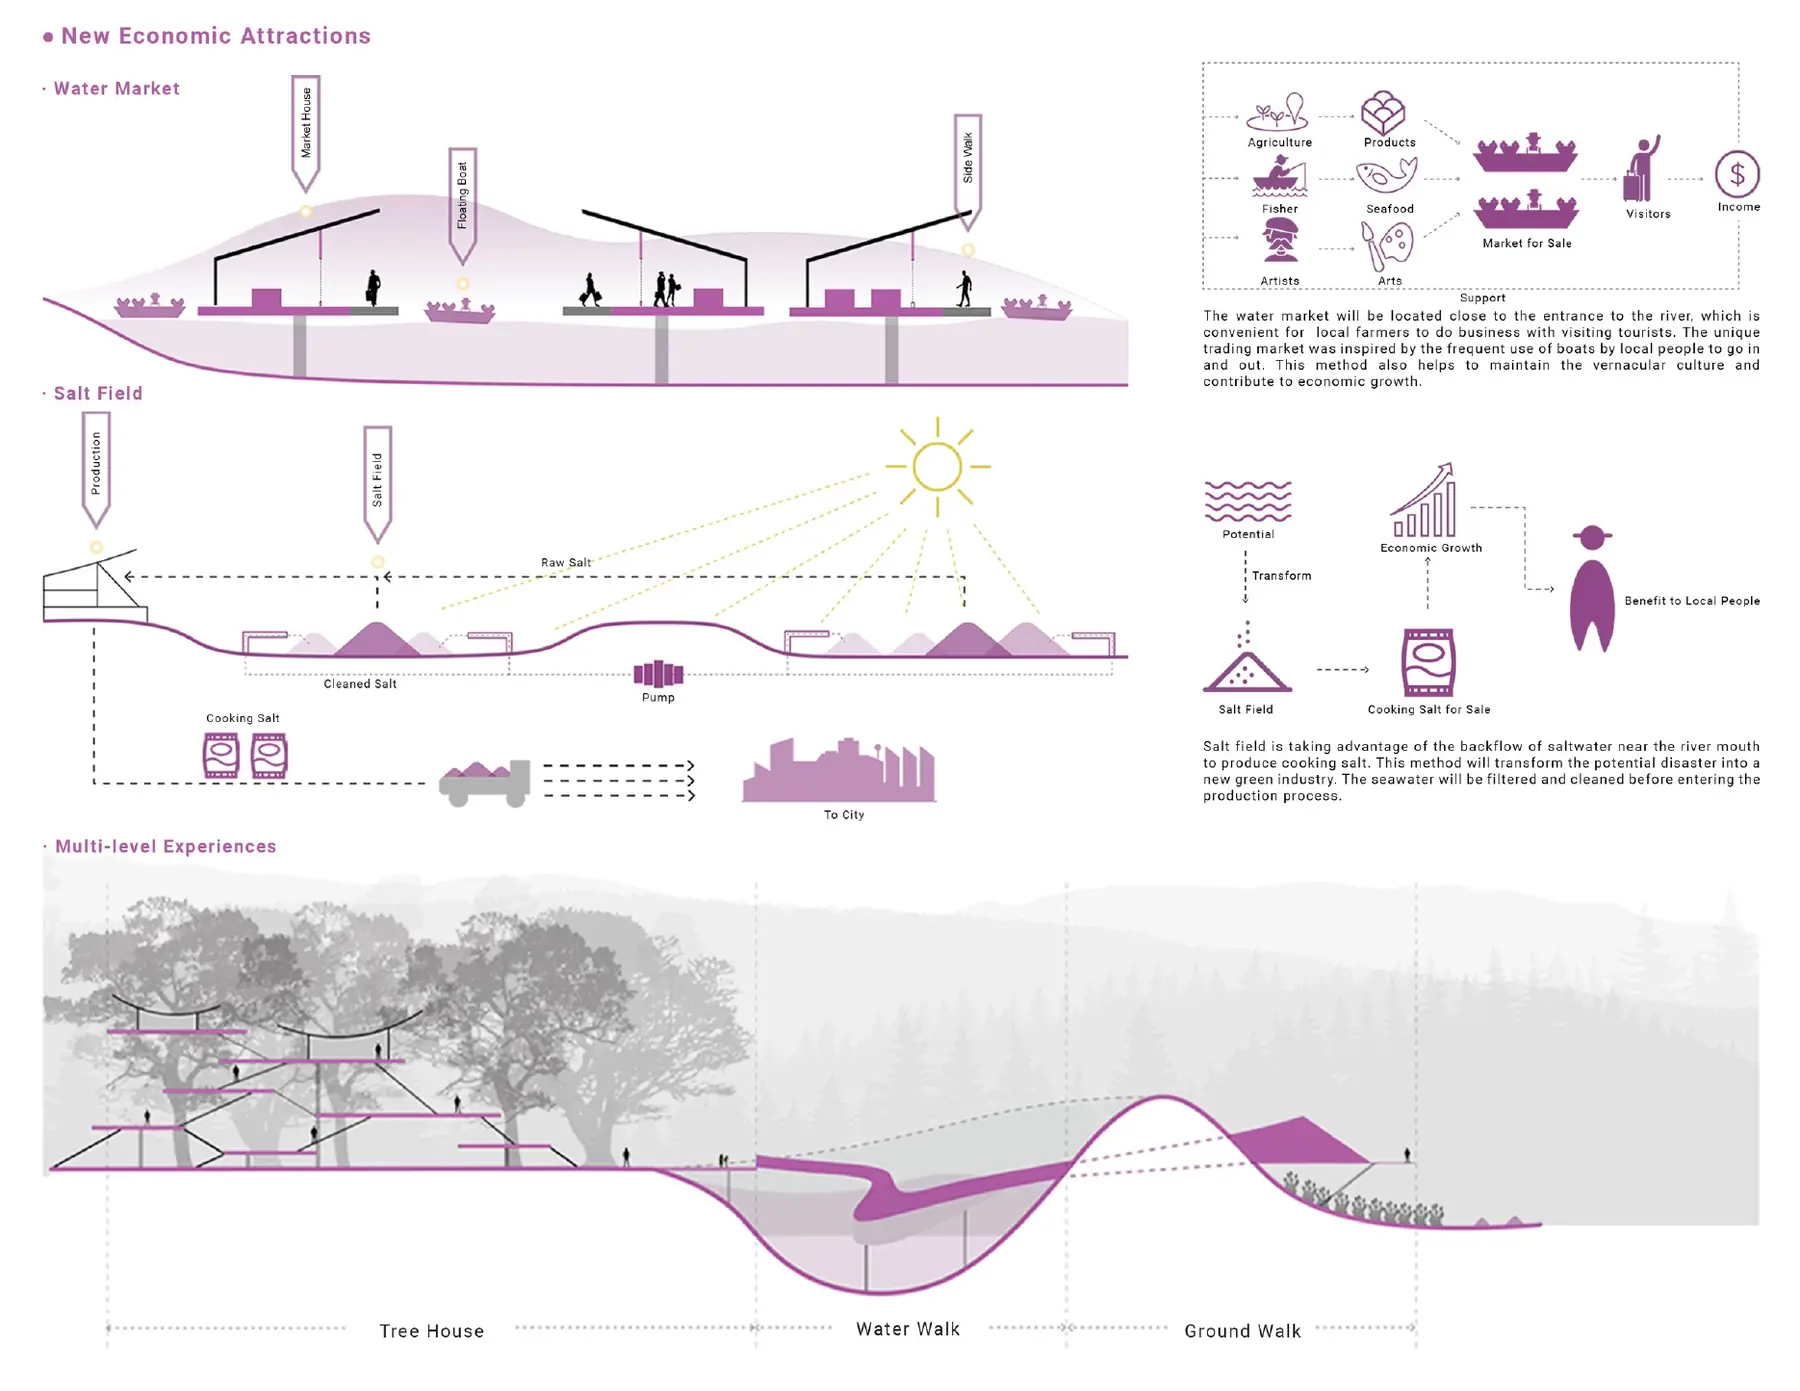 • New Economic Attractions
· Water Market
Market House
Floating Boat
Side Walk
Agriculture
Products
Fisher
Seafood
Artists
Arts
Market for Sale
Visitors
$
Income
Support
The water market will be located close to the entrance to the river, which is
convenient for local farmers to do business with visiting tourists. The unique
trading market was inspired by the frequent use of boats by local people to go in
and out. This method also helps to maintain the vernacular culture and
contribute to economic growth.
· Salt Field
Production
Salt Field
Raw Salt
Cleaned Salt
Pump
Cooking Salt
To City
Potential
Transform
Salt Field
Cooking Salt for Sale
Economic Growth
Benefit to Local People
Salt field is taking advantage of the backflow of saltwater near the river mouth
to produce cooking salt. This method will transform the potential disaster into a
new green industry. The seawater will be filtered and cleaned before entering the
production process.
· Multi-level Experiences
Tree House
Water Walk
Ground Walk